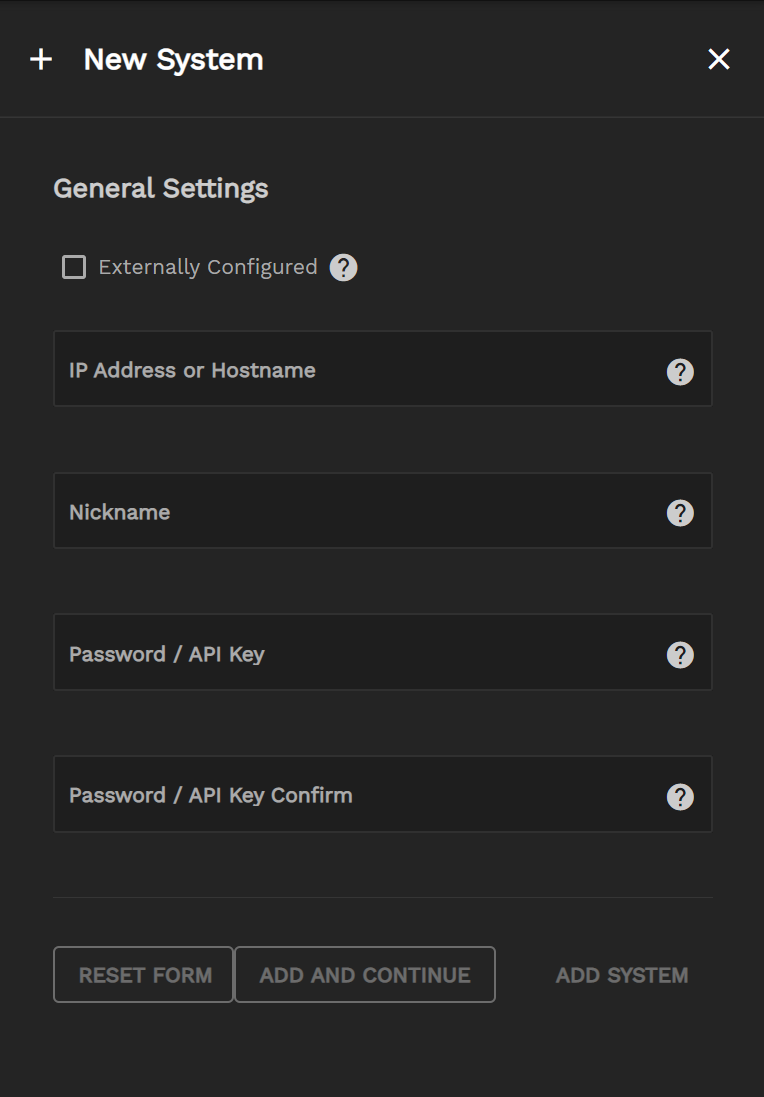 New System
General Settings
Externally Configured ?
IP Address or Hostname ?
Nickname ?
Password / API Key ?
Password / API Key Confirm ?
RESET FORM ADD AND CONTINUE ADD SYSTEM